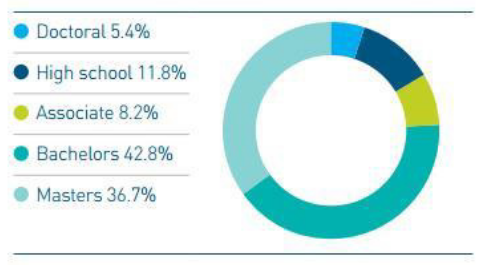 Doctoral 5.4%
High school 11.8%
Associate 8.2%
Bachelors 42.8%
Masters 36.7%